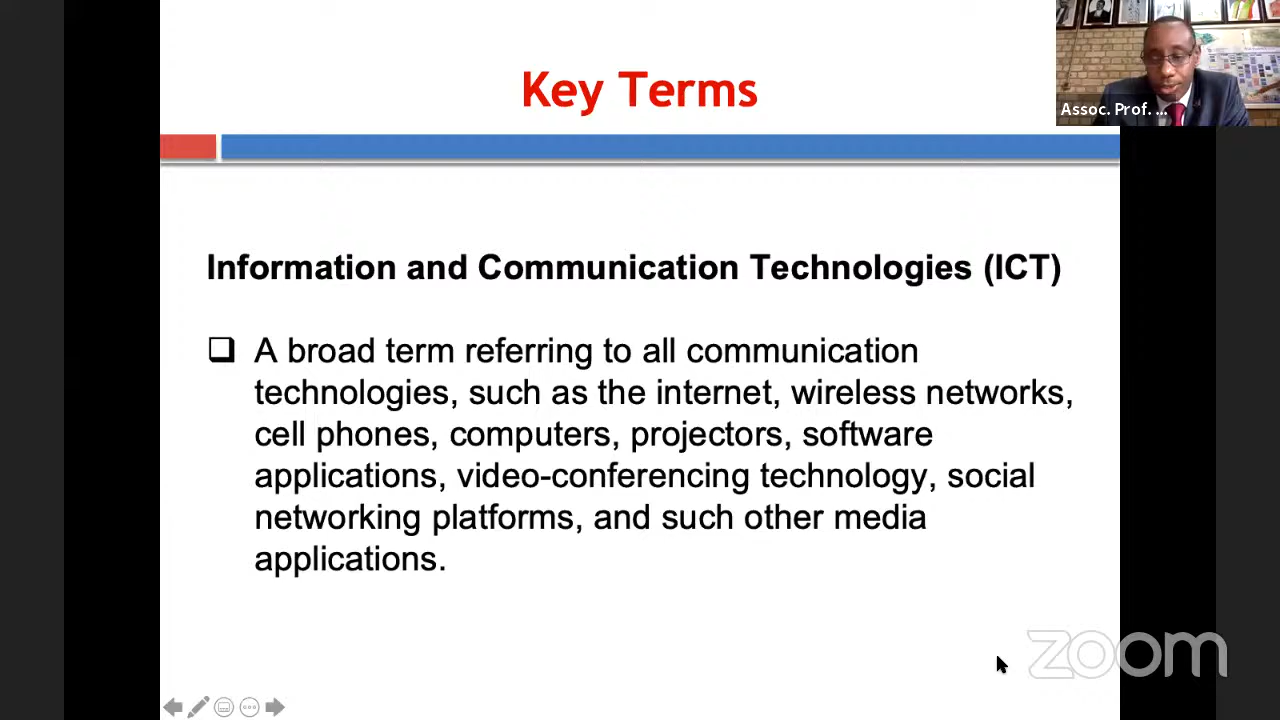 Key Terms
Assoc. Prof. ...
Information and Communication Technologies (ICT)
A broad term referring to all communication
technologies, such as the internet, wireless networks,
cell phones, computers, projectors, software
applications, video-conferencing technology, social
networking platforms, and such other media
applications.
zoom